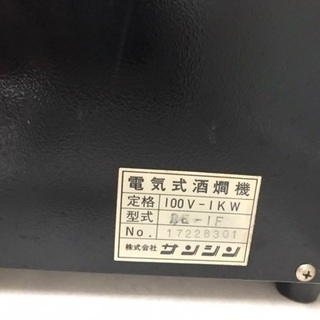 電気式酒燗機
定格 100V-1KW
型式 -1F
No. 17228301
株式会社 サンシン